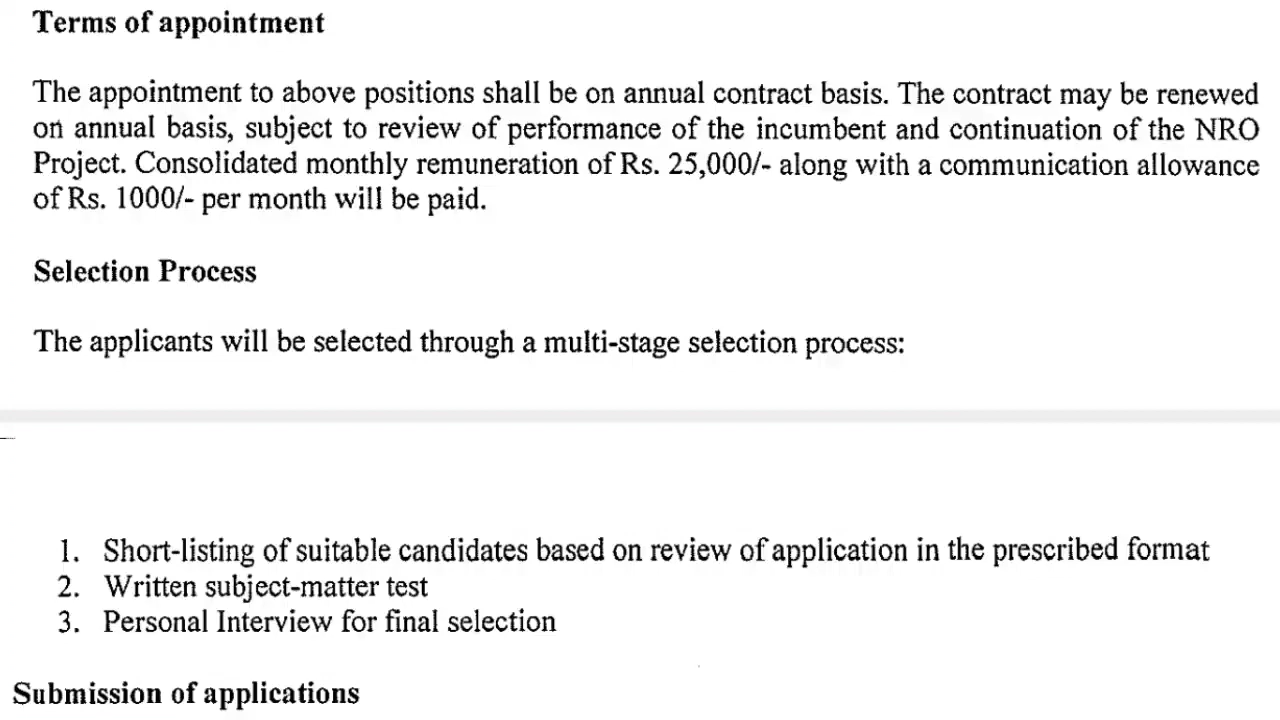 Terms of appointment
The appointment to above positions shall be on annual contract basis. The contract may be renewed
on annual basis, subject to review of performance of the incumbent and continuation of the NRO
Project. Consolidated monthly remuneration of Rs. 25,000/- along with a communication allowance
of Rs. 1000/- per month will be paid.
Selection Process
The applicants will be selected through a multi-stage selection process:
1. Short-listing of suitable candidates based on review of application in the prescribed format
2. Written subject-matter test
3. Personal Interview for final selection
Submission of applications